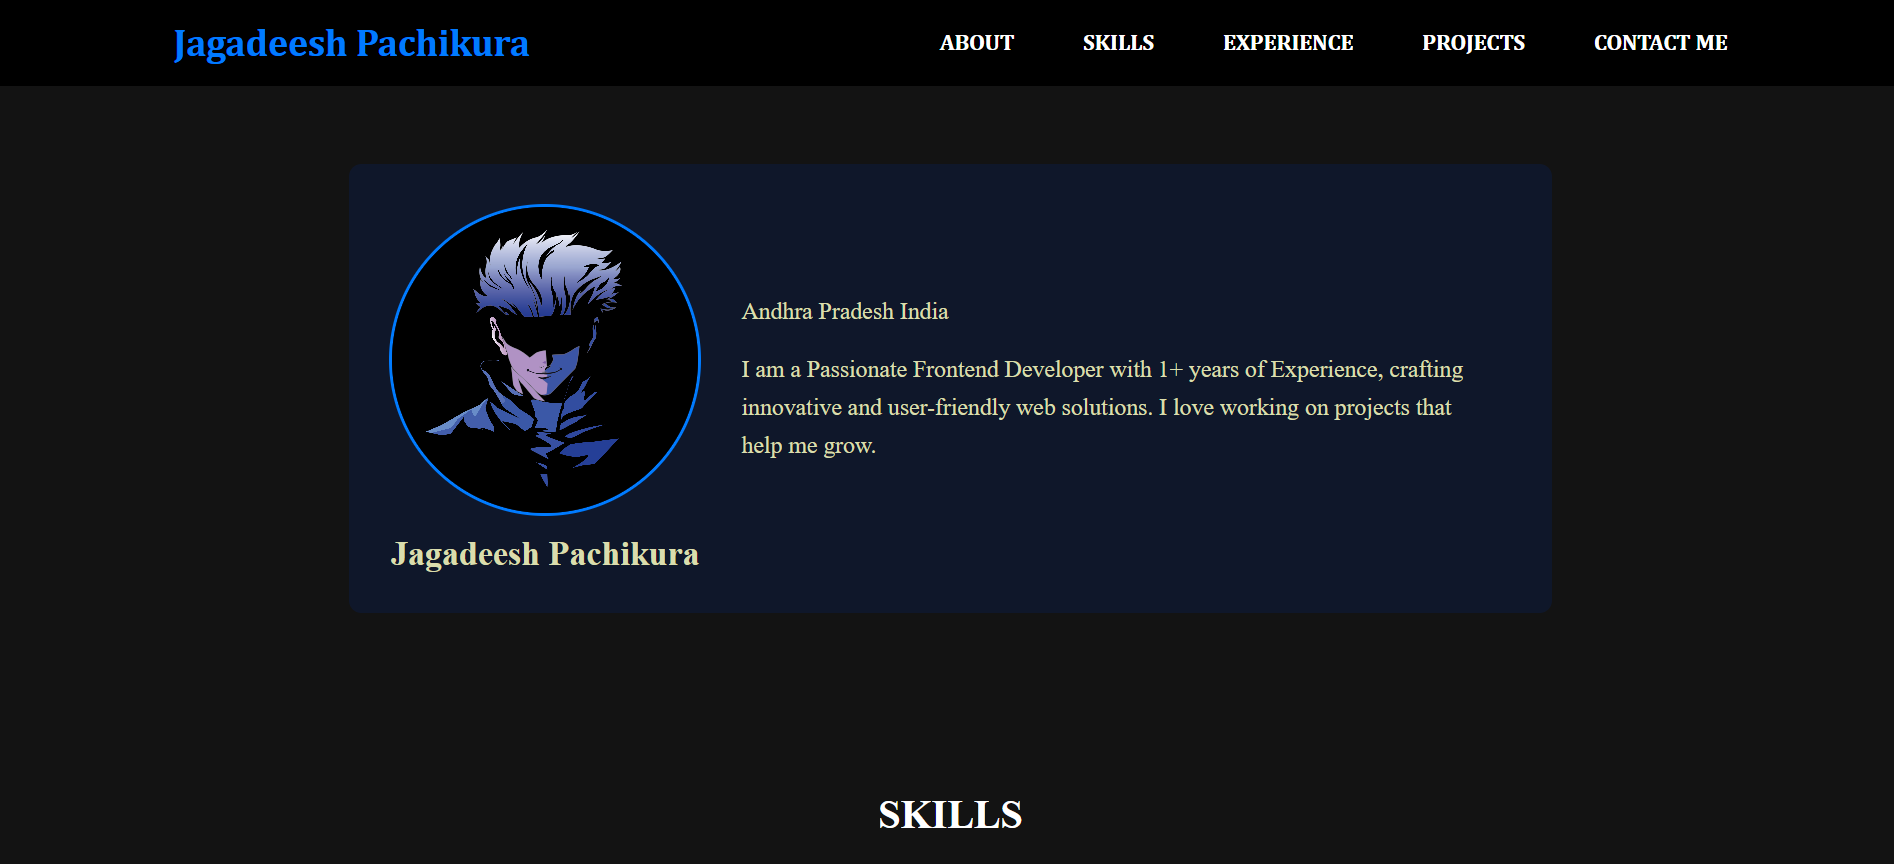 Jagadeesh Pachikura
ABOUT SKILLS EXPERIENCE PROJECTS CONTACT ME
Andhra Pradesh India
I am a Passionate Frontend Developer with 1+ years of Experience, crafting
innovative and user-friendly web solutions. I love working on projects that
help me grow.
Jagadeesh Pachikura
SKILLS